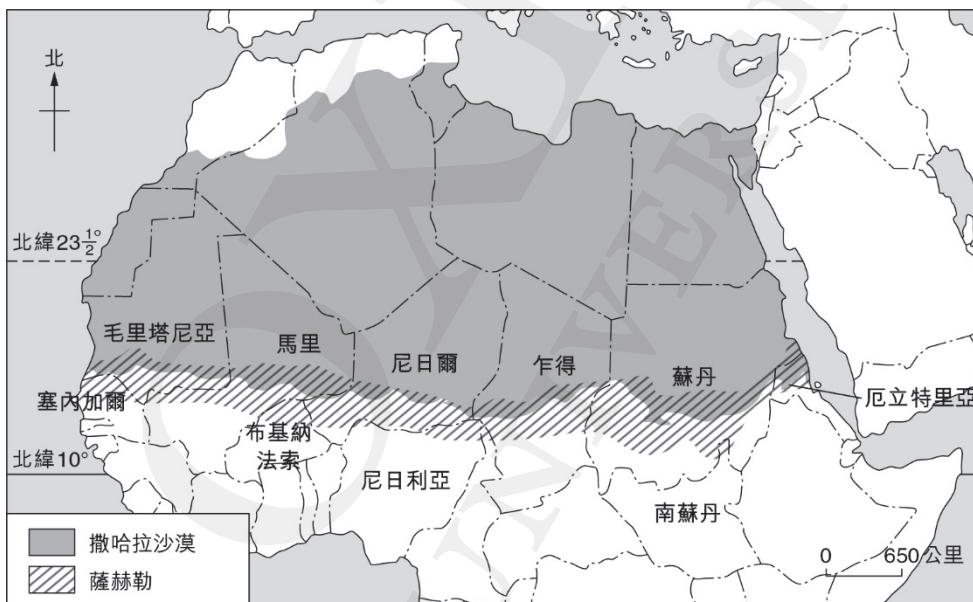 北
北緯23½°
毛里塔尼亞
馬里
尼日爾
乍得
蘇丹
塞內加爾
厄立特里亞
布基納
法索
北緯10°
尼日利亞
南蘇丹
撒哈拉沙漠
薩赫勒
0 650公里